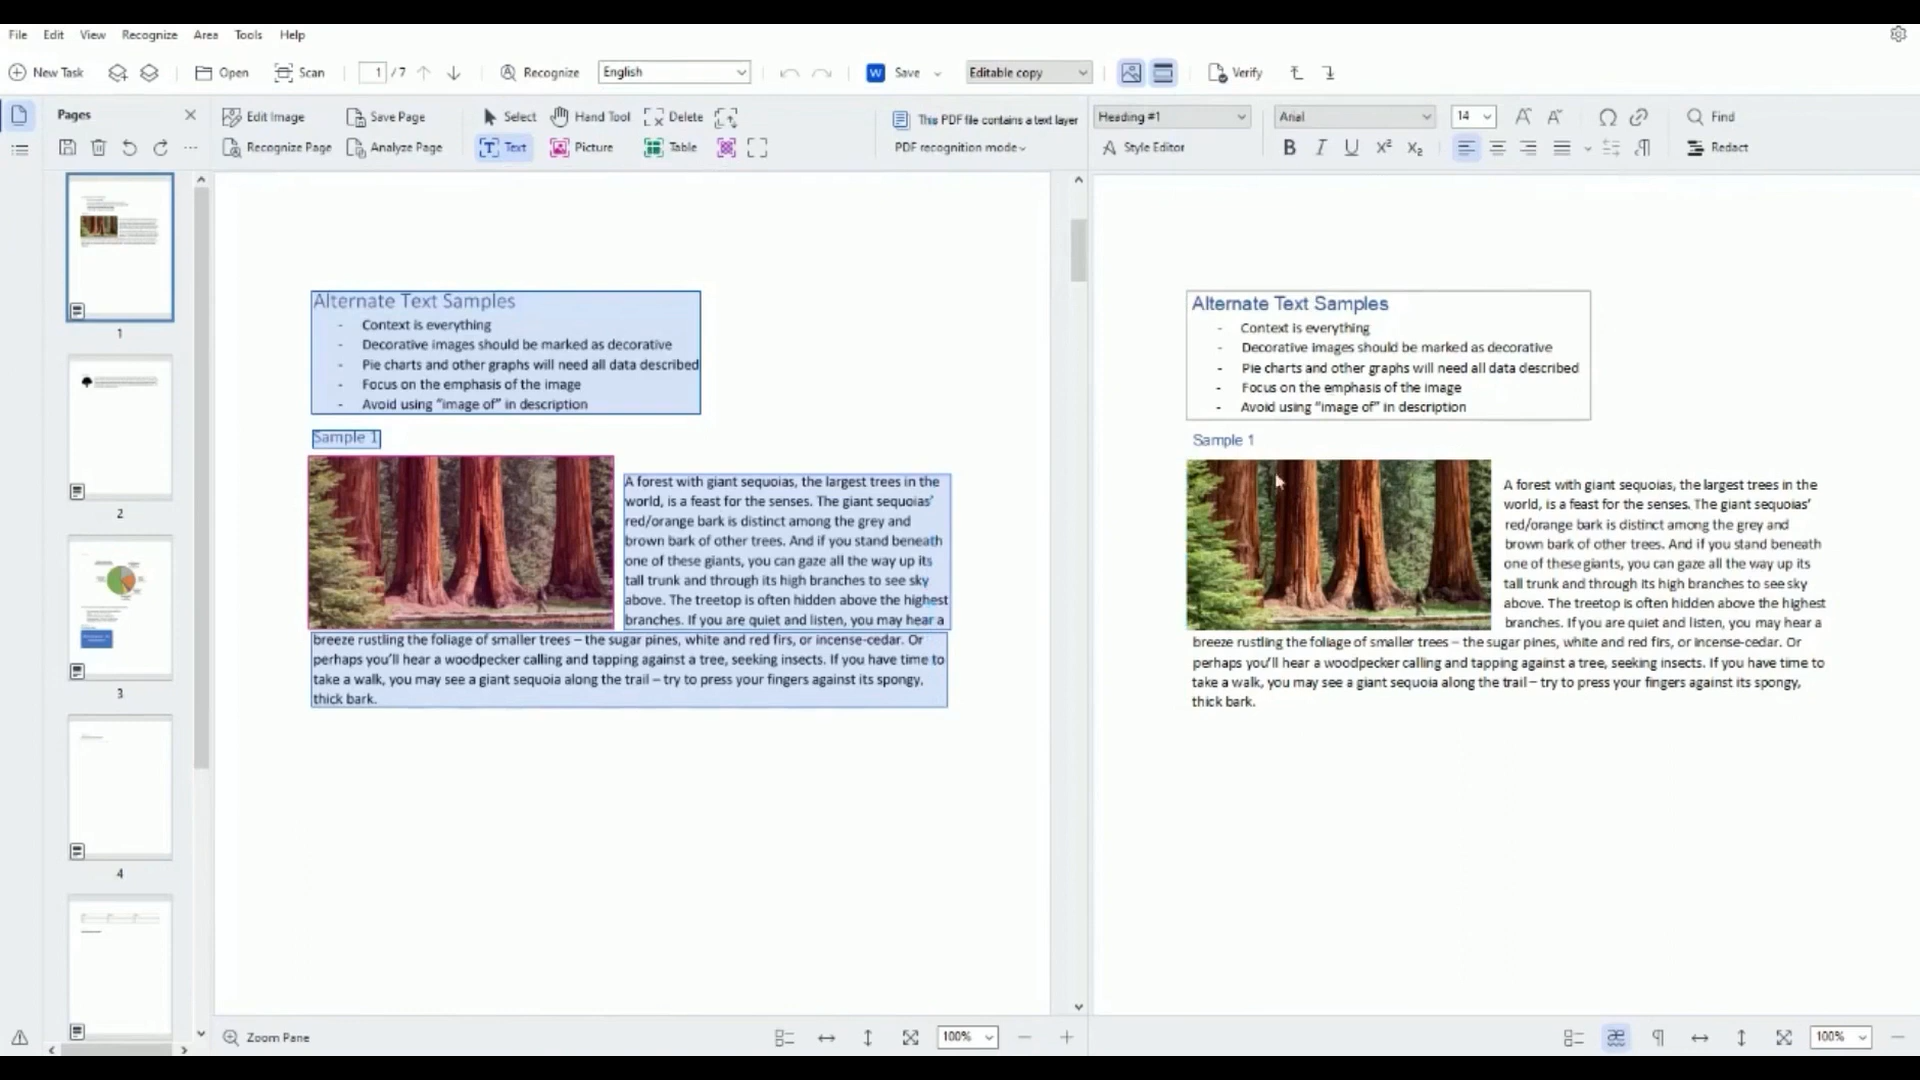 File Edit View Recognize Area Tools Help
New Task Open Scan 1 / 7 Recognize English W Save Editable copy Verify
Pages
Edit Image Save Page Select Hand Tool Delete This PDF file contains a text layer
Recognize Page Analyze Page T Text Picture Table PDF recognition mode
Heading #1 Arial 14 A A Ω Find
A Style Editor B I U X² X₂ Redact
1
2
3
4
Alternate Text Samples
- Context is everything
- Decorative images should be marked as decorative
- Pie charts and other graphs will need all data described
- Focus on the emphasis of the image
- Avoid using “image of” in description
Sample 1
A forest with giant sequoias, the largest trees in the
world, is a feast for the senses. The giant sequoias’
red/orange bark is distinct among the grey and
brown bark of other trees. And if you stand beneath
one of these giants, you can gaze all the way up its
tall trunk and through its high branches to see sky
above. The treetop is often hidden above the highest
branches. If you are quiet and listen, you may hear a
breeze rustling the foliage of smaller trees – the sugar pines, white and red firs, or incense-cedar. Or
perhaps you’ll hear a woodpecker calling and tapping against a tree, seeking insects. If you have time to
take a walk, you may see a giant sequoia along the trail – try to press your fingers against its spongy,
thick bark.
Alternate Text Samples
- Context is everything
- Decorative images should be marked as decorative
- Pie charts and other graphs will need all data described
- Focus on the emphasis of the image
- Avoid using “image of” in description
Sample 1
A forest with giant sequoias, the largest trees in the
world, is a feast for the senses. The giant sequoias’
red/orange bark is distinct among the grey and
brown bark of other trees. And if you stand beneath
one of these giants, you can gaze all the way up its
tall trunk and through its high branches to see sky
above. The treetop is often hidden above the highest
branches. If you are quiet and listen, you may hear a
breeze rustling the foliage of smaller trees – the sugar pines, white and red firs, or incense-cedar. Or
perhaps you’ll hear a woodpecker calling and tapping against a tree, seeking insects. If you have time to
take a walk, you may see a giant sequoia along the trail – try to press your fingers against its spongy,
thick bark.
Zoom Pane 100%
æ ¶ 100%